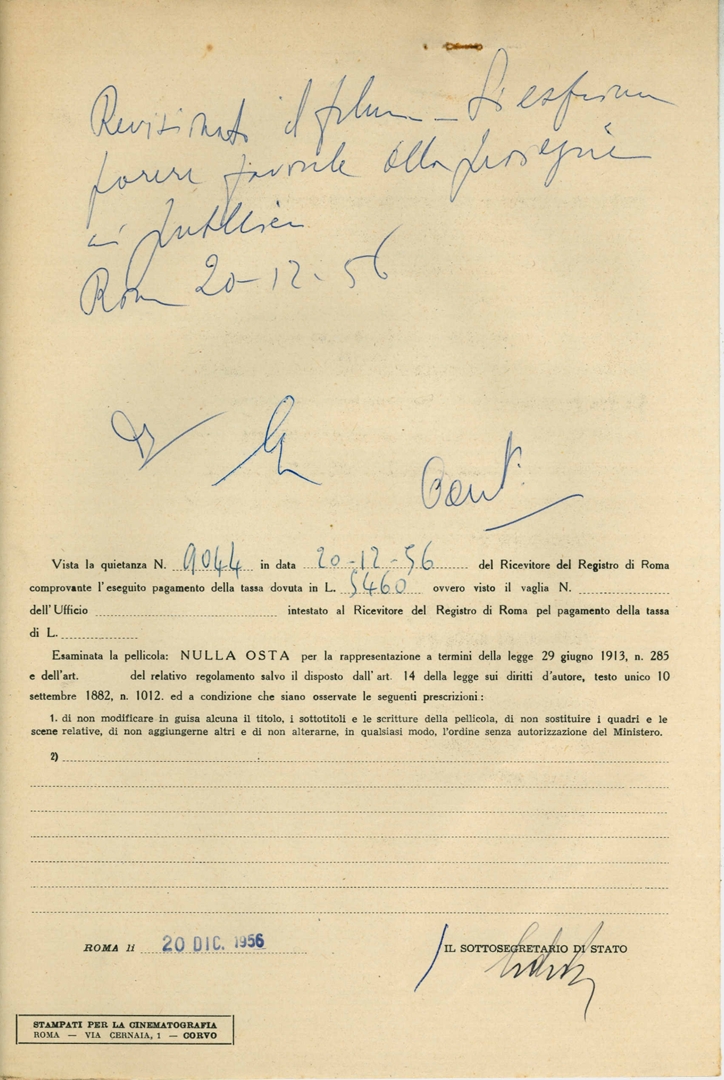 Revisionato il film - Si esprime
parere favorevole alla proiezione
in pubblico
Roma 20-12-56
Vista la quietanza N. 9044 in data 20-12-56 del Ricevitore del Registro di Roma
comprovante l'eseguito pagamento della tassa dovuta in L. 5460 ovvero visto il vaglia N.
dell'Ufficio intestato al Ricevitore del Registro di Roma pel pagamento della tassa
di L.
Esaminata la pellicola: NULLA OSTA per la rappresentazione a termini della legge 29 giugno 1913, n. 285
e dell'art. del relativo regolamento salvo il disposto dall'art. 14 della legge sui diritti d'autore, testo unico 10
settembre 1882, n. 1012. ed a condizione che siano osservate le seguenti prescrizioni:
1. di non modificare in guisa alcuna il titolo, i sottotitoli e le scritture della pellicola, di non sostituire i quadri e le
scene relative, di non aggiungerne altri e di non alterarne, in qualsiasi modo, l'ordine senza autorizzazione del Ministero.
2)
ROMA li 20 DIC. 1956 IL SOTTOSEGRETARIO DI STATO
STAMPATI PER LA CINEMATOGRAFIA
ROMA — VIA CERNAIA, 1 — CORVO